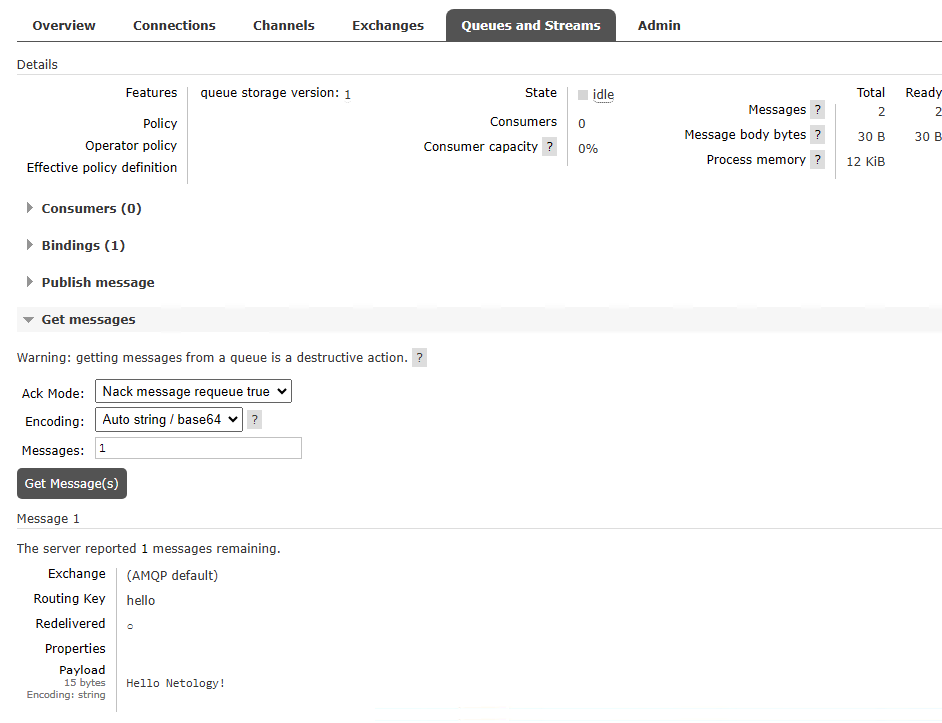 Overview Connections Channels Exchanges Queues and Streams Admin
Details
Features queue storage version: 1
Policy
Operator policy
Effective policy definition
State idle
Consumers 0
Consumer capacity ? 0%
Total Ready
Messages ? 2 2
Message body bytes ? 30 B 30 B
Process memory ? 12 KiB
Consumers (0)
Bindings (1)
Publish message
Get messages
Warning: getting messages from a queue is a destructive action. ?
Ack Mode: Nack message requeue true
Encoding: Auto string / base64 ?
Messages: 1
Get Message(s)
Message 1
The server reported 1 messages remaining.
Exchange (AMQP default)
Routing Key hello
Redelivered ○
Properties
Payload
15 bytes
Encoding: string
Hello Netology!